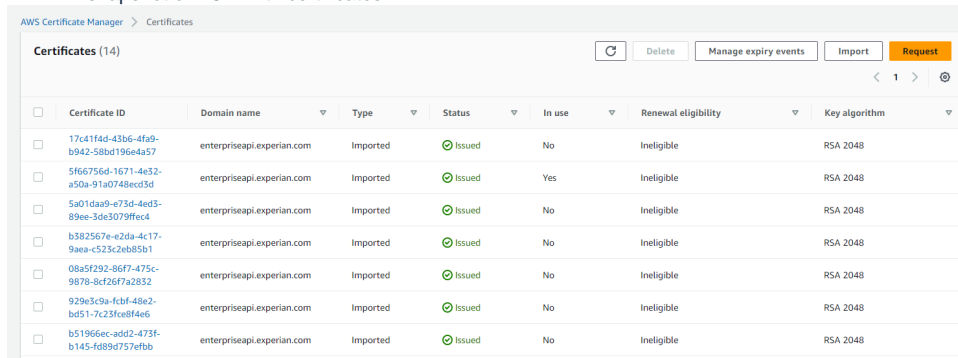 AWS Certificate Manager > Certificates
Certificates (14)
Delete
Manage expiry events
Import
Request
< 1 >
Certificate ID Domain name Type Status In use Renewal eligibility Key algorithm
17c41f4d-43b6-4fa9-
b942-58bd196e4a57 enterpriseapi.experian.com Imported Issued No Ineligible RSA 2048
5f66756d-1671-4e32-
a50a-91a0748ecd3d enterpriseapi.experian.com Imported Issued Yes Ineligible RSA 2048
5a01daa9-e73d-4ed3-
89ee-3de3079ffec4 enterpriseapi.experian.com Imported Issued No Ineligible RSA 2048
b382567e-e2da-4c17-
9aea-c523c2eb85b1 enterpriseapi.experian.com Imported Issued No Ineligible RSA 2048
08a5f292-86f7-475c-
9878-8cf26f7a2832 enterpriseapi.experian.com Imported Issued No Ineligible RSA 2048
929e3c9a-fcbf-48e2-
bd51-7c23fce8f4e6 enterpriseapi.experian.com Imported Issued No Ineligible RSA 2048
b51966ec-add2-473f-
b145-fd89d757efbb enterpriseapi.experian.com Imported Issued No Ineligible RSA 2048